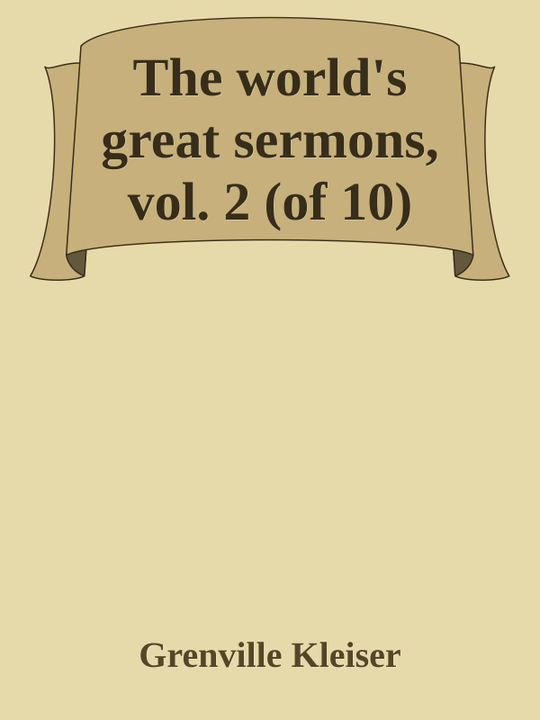 The world's
great sermons,
vol. 2 (of 10)
Grenville Kleiser